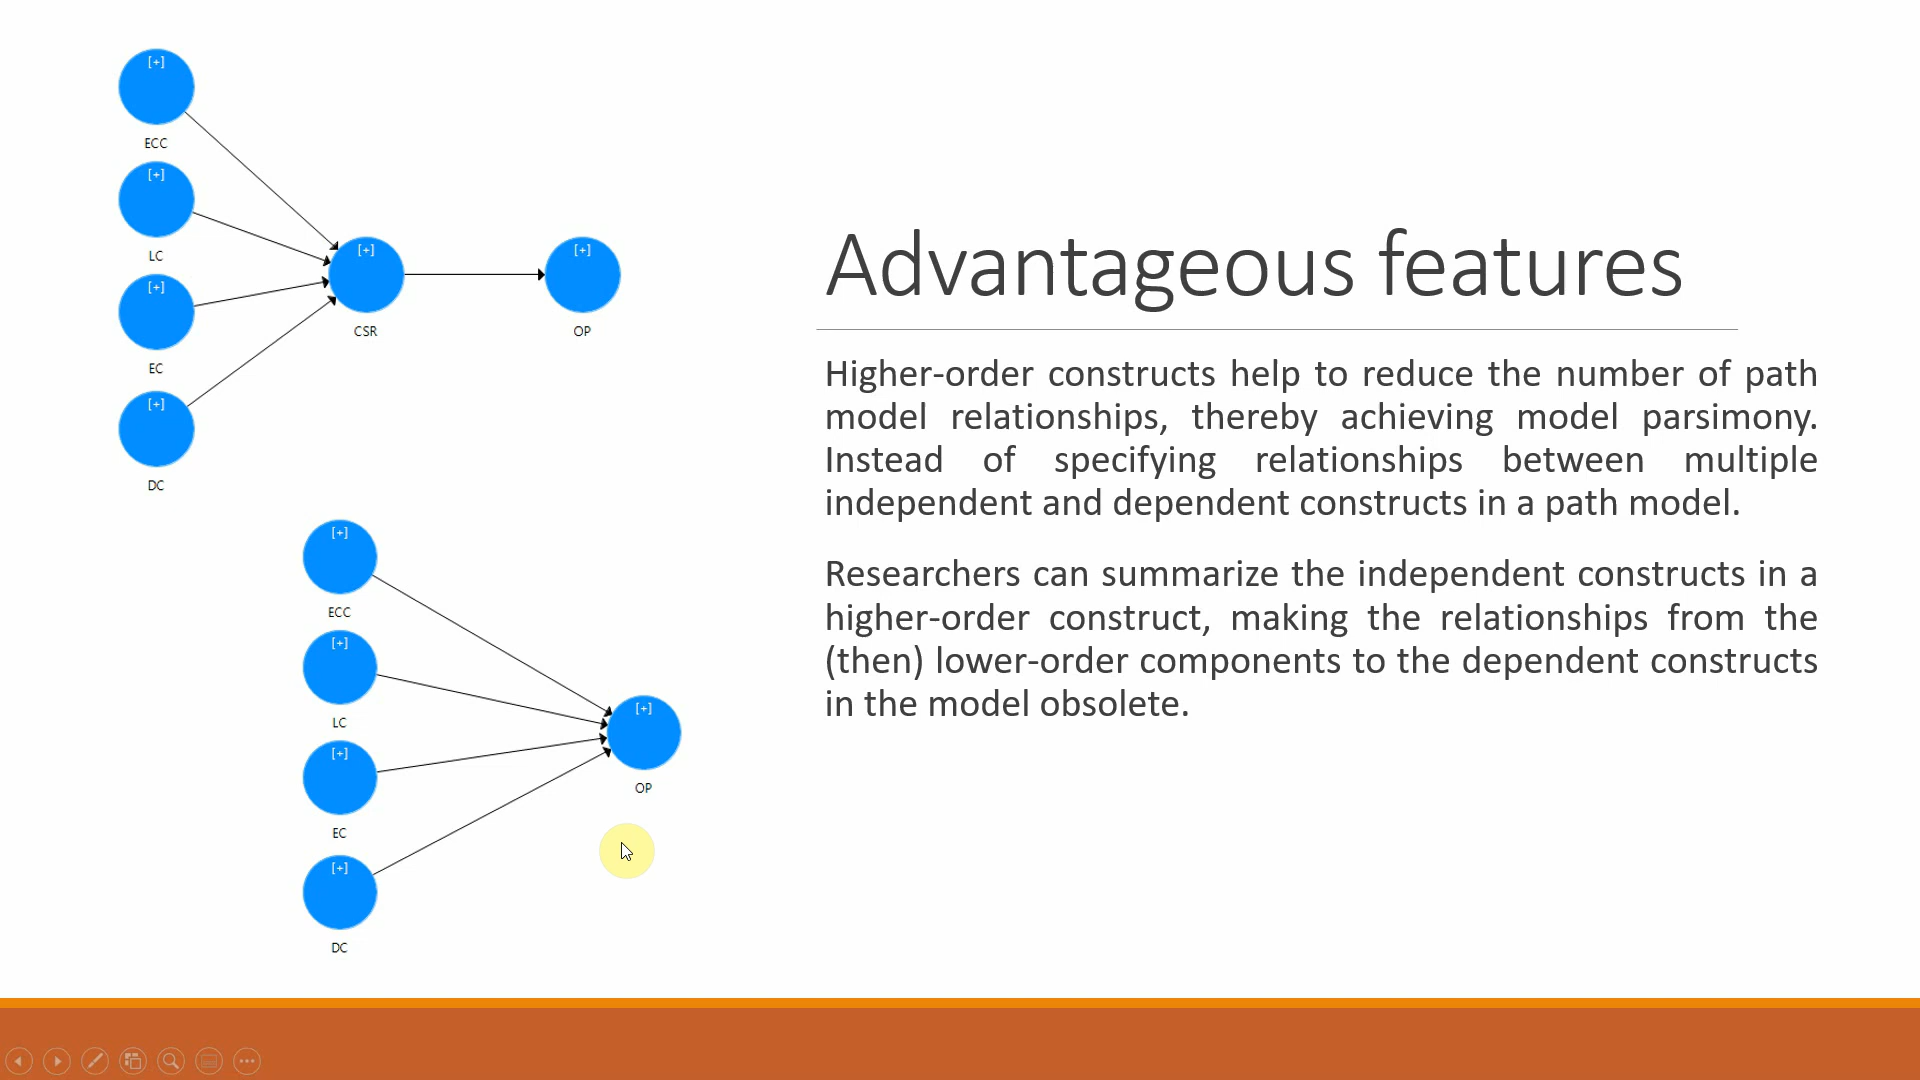 [+]
ECC
[+]
LC
[+]
EC
[+]
DC
[+]
CSR
[+]
OP
[+]
ECC
[+]
LC
[+]
EC
[+]
DC
[+]
OP
Advantageous features
Higher-order constructs help to reduce the number of path
model relationships, thereby achieving model parsimony.
Instead of specifying relationships between multiple
independent and dependent constructs in a path model.
Researchers can summarize the independent constructs in a
higher-order construct, making the relationships from the
(then) lower-order components to the dependent constructs
in the model obsolete.